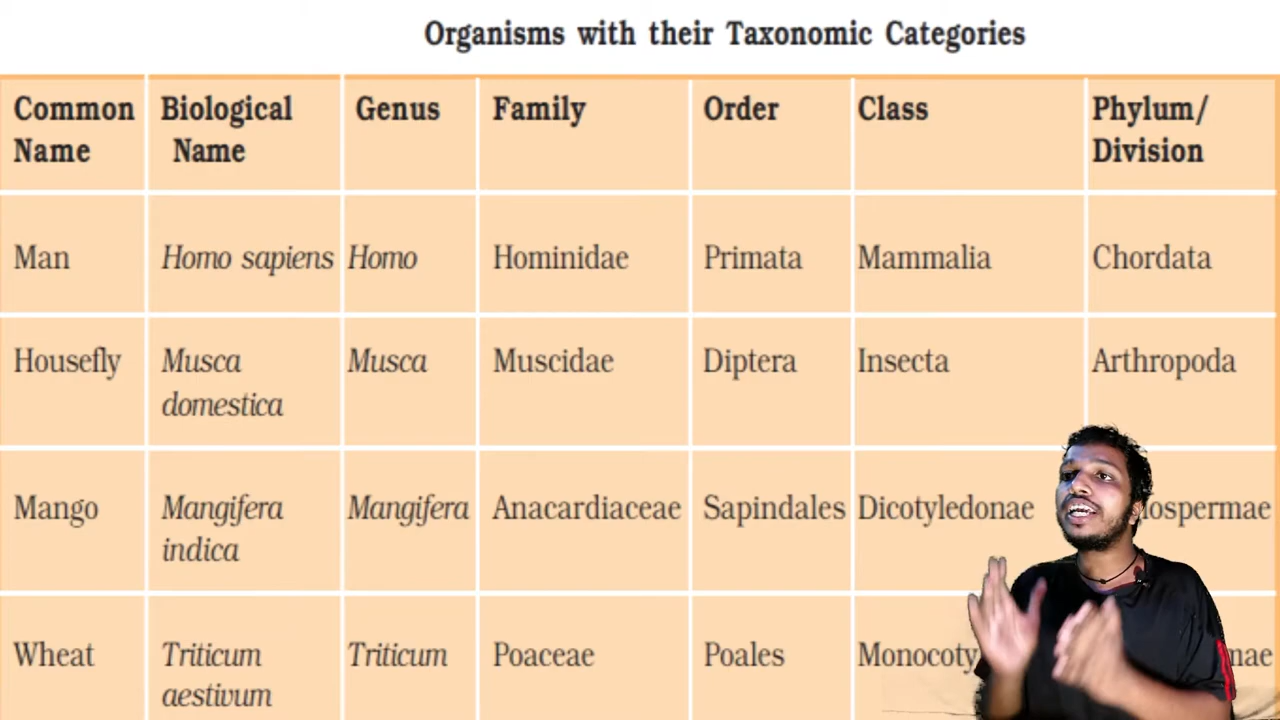 Organisms with their Taxonomic Categories
Common Name Biological Name Genus Family Order Class Phylum/ Division
Man Homo sapiens Homo Hominidae Primata Mammalia Chordata
Housefly Musca domestica Musca Muscidae Diptera Insecta Arthropoda
Mango Mangifera indica Mangifera Anacardiaceae Sapindales Dicotyledonae
Wheat Triticum aestivum Triticum Poaceae Poales